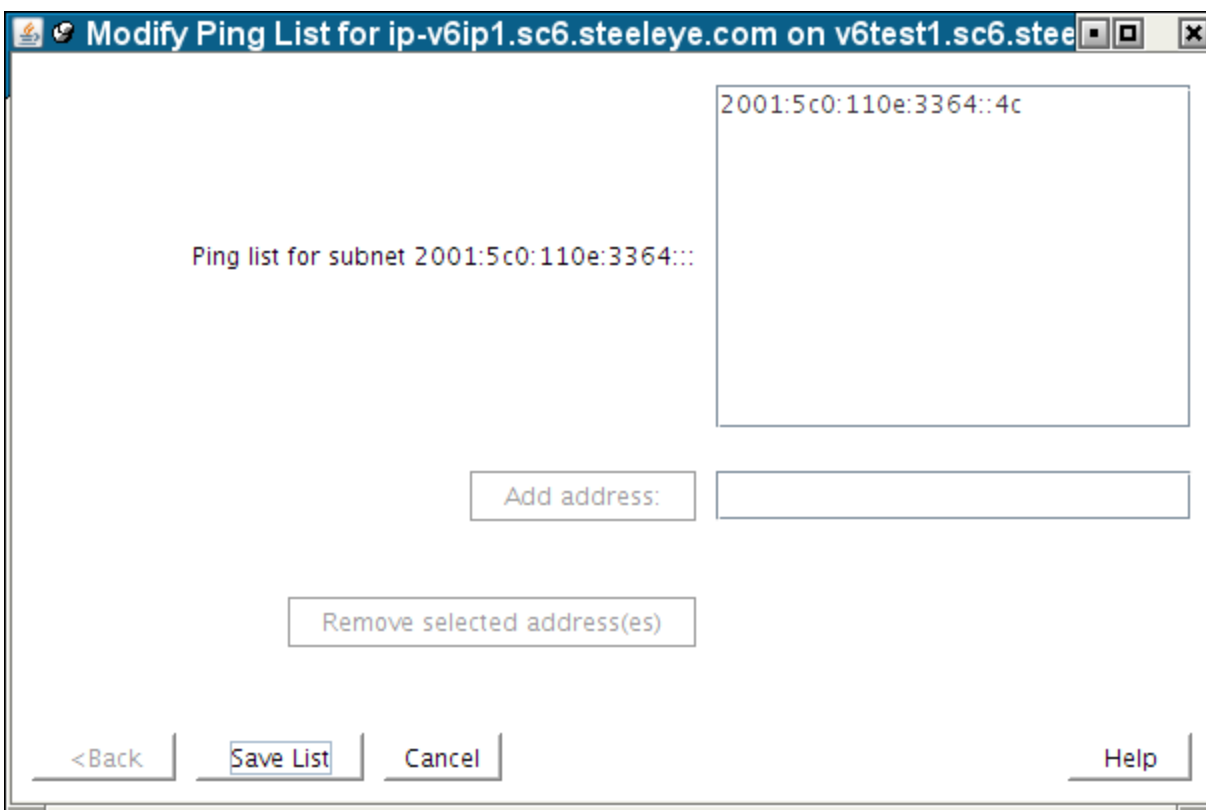 Modify Ping List for ip-v6ip1.sc6.steeleye.com on v6test1.sc6.stee
2001:5c0:110e:3364::4c
Ping list for subnet 2001:5c0:110e:3364:::
Add address:
Remove selected address(es)
<Back
Save List
Cancel
Help